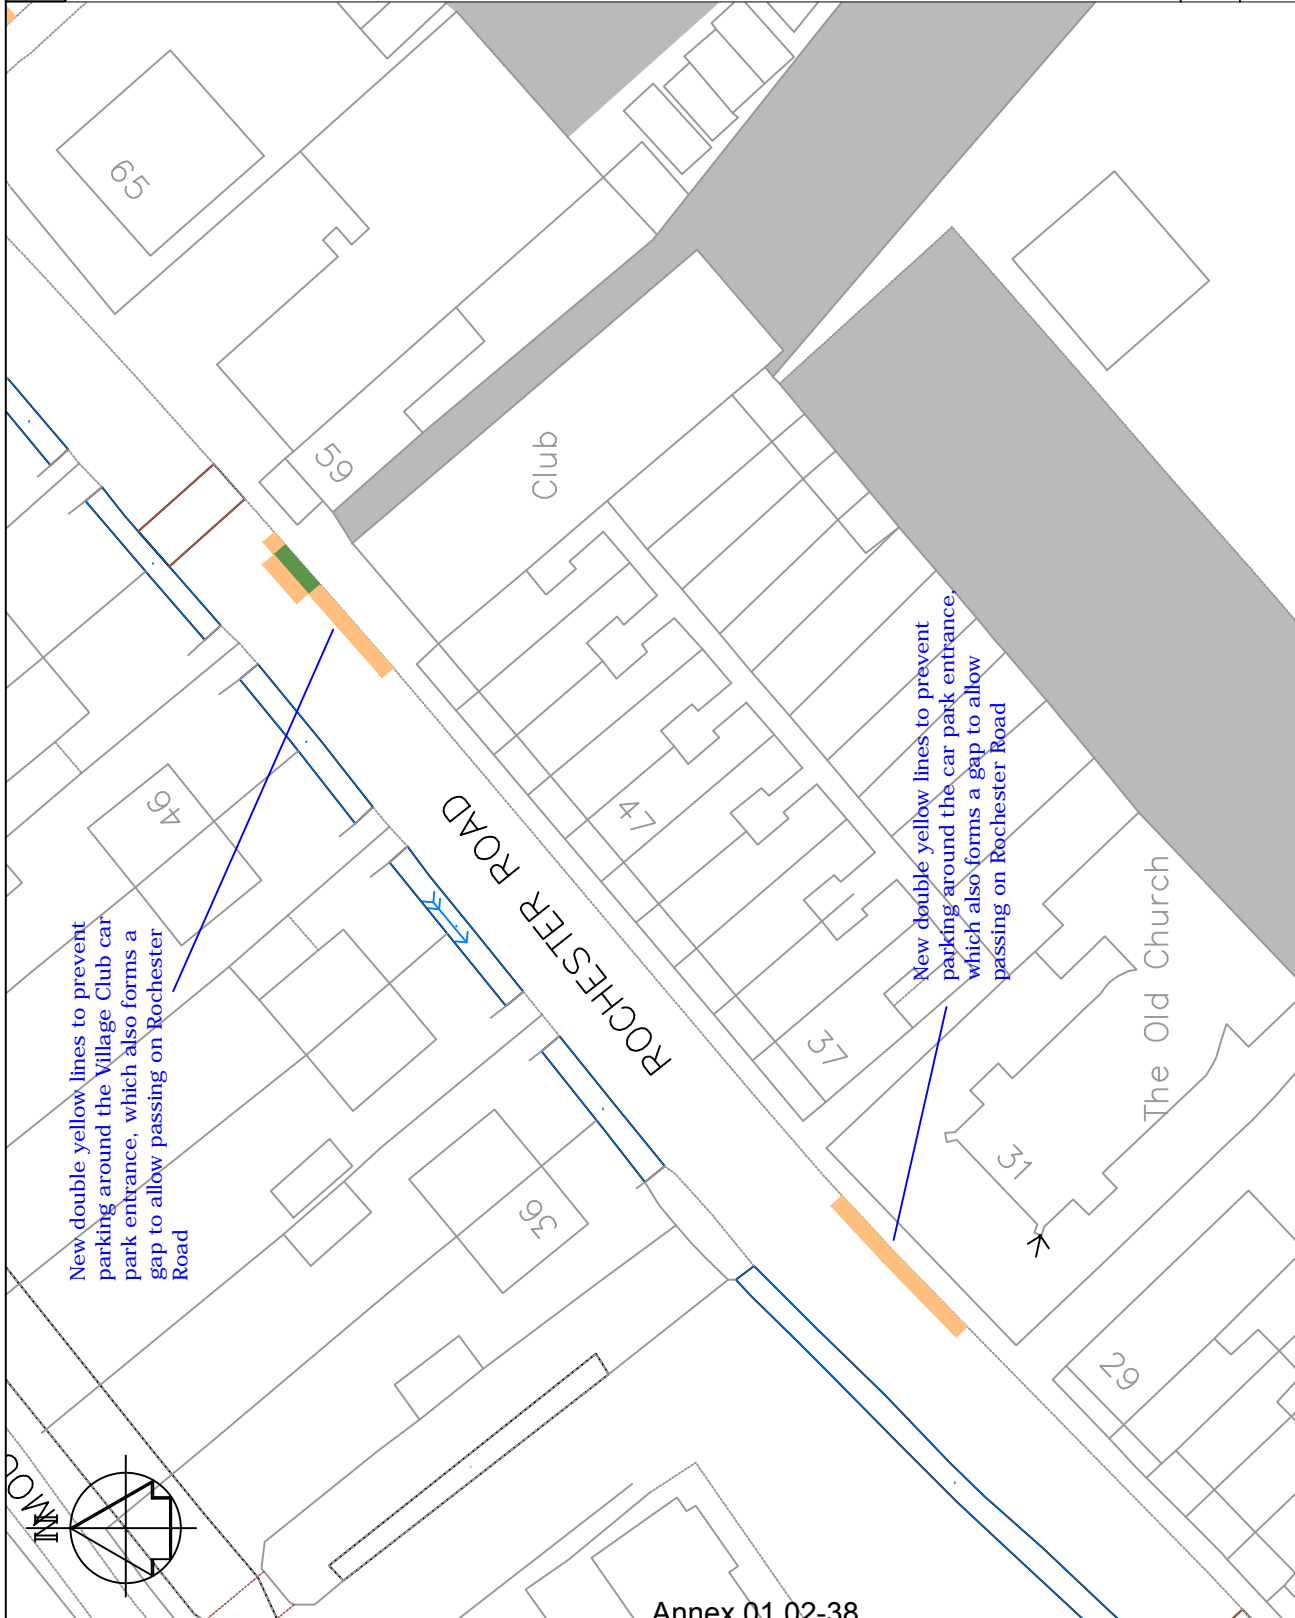 65
59
Club
46
47
ROCHESTER ROAD
New double yellow lines to prevent
parking around the Village Club car
park entrance, which also forms a
gap to allow passing on Rochester
Road
New double yellow lines to prevent
parking around the car park entrance,
which also forms a gap to allow
passing on Rochester Road
37
The Old Church
31
36
29
N
Annex 01 02-38